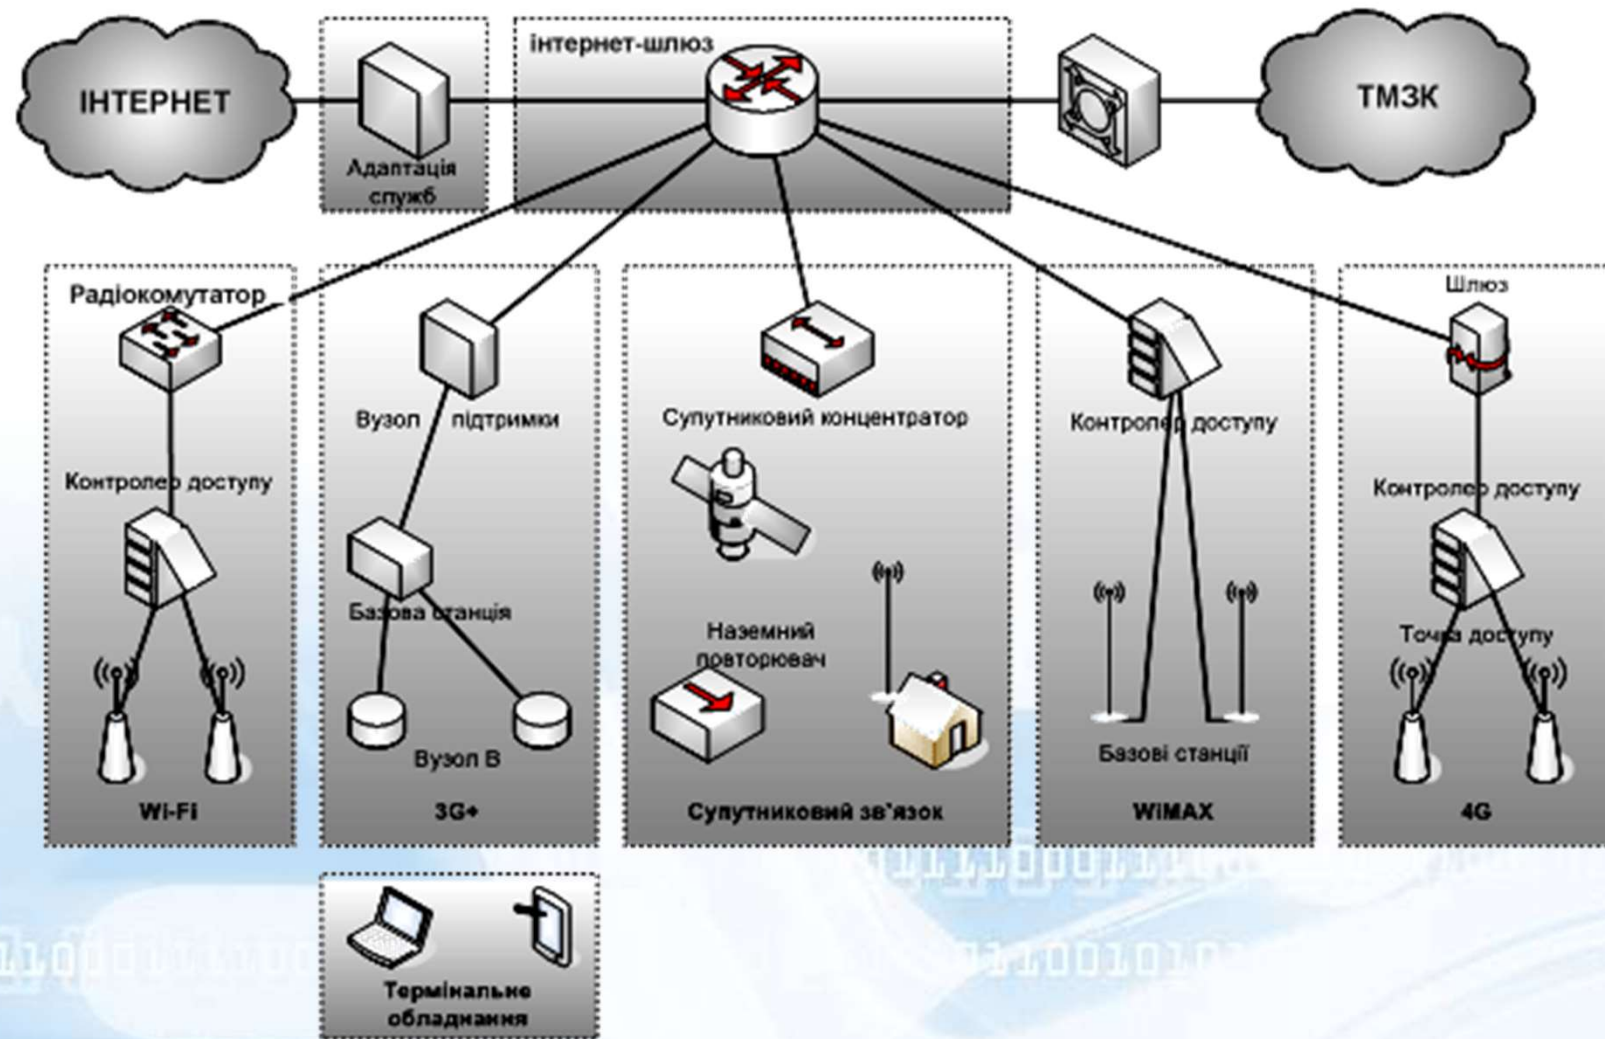 ІНТЕРНЕТ
Адаптація
служб
інтернет-шлюз
ТМЗК
Радіокомутатор
Контролер доступу
Wi-Fi
Вузол підтримки
Базова станція
Вузол В
3G+
Супутниковий концентратор
Наземний
повторювач
Супутниковий зв'язок
Контролер доступу
Базові станції
WiMAX
Шлюз
Контролер доступу
Точка доступу
4G
Термінальне
обладнання